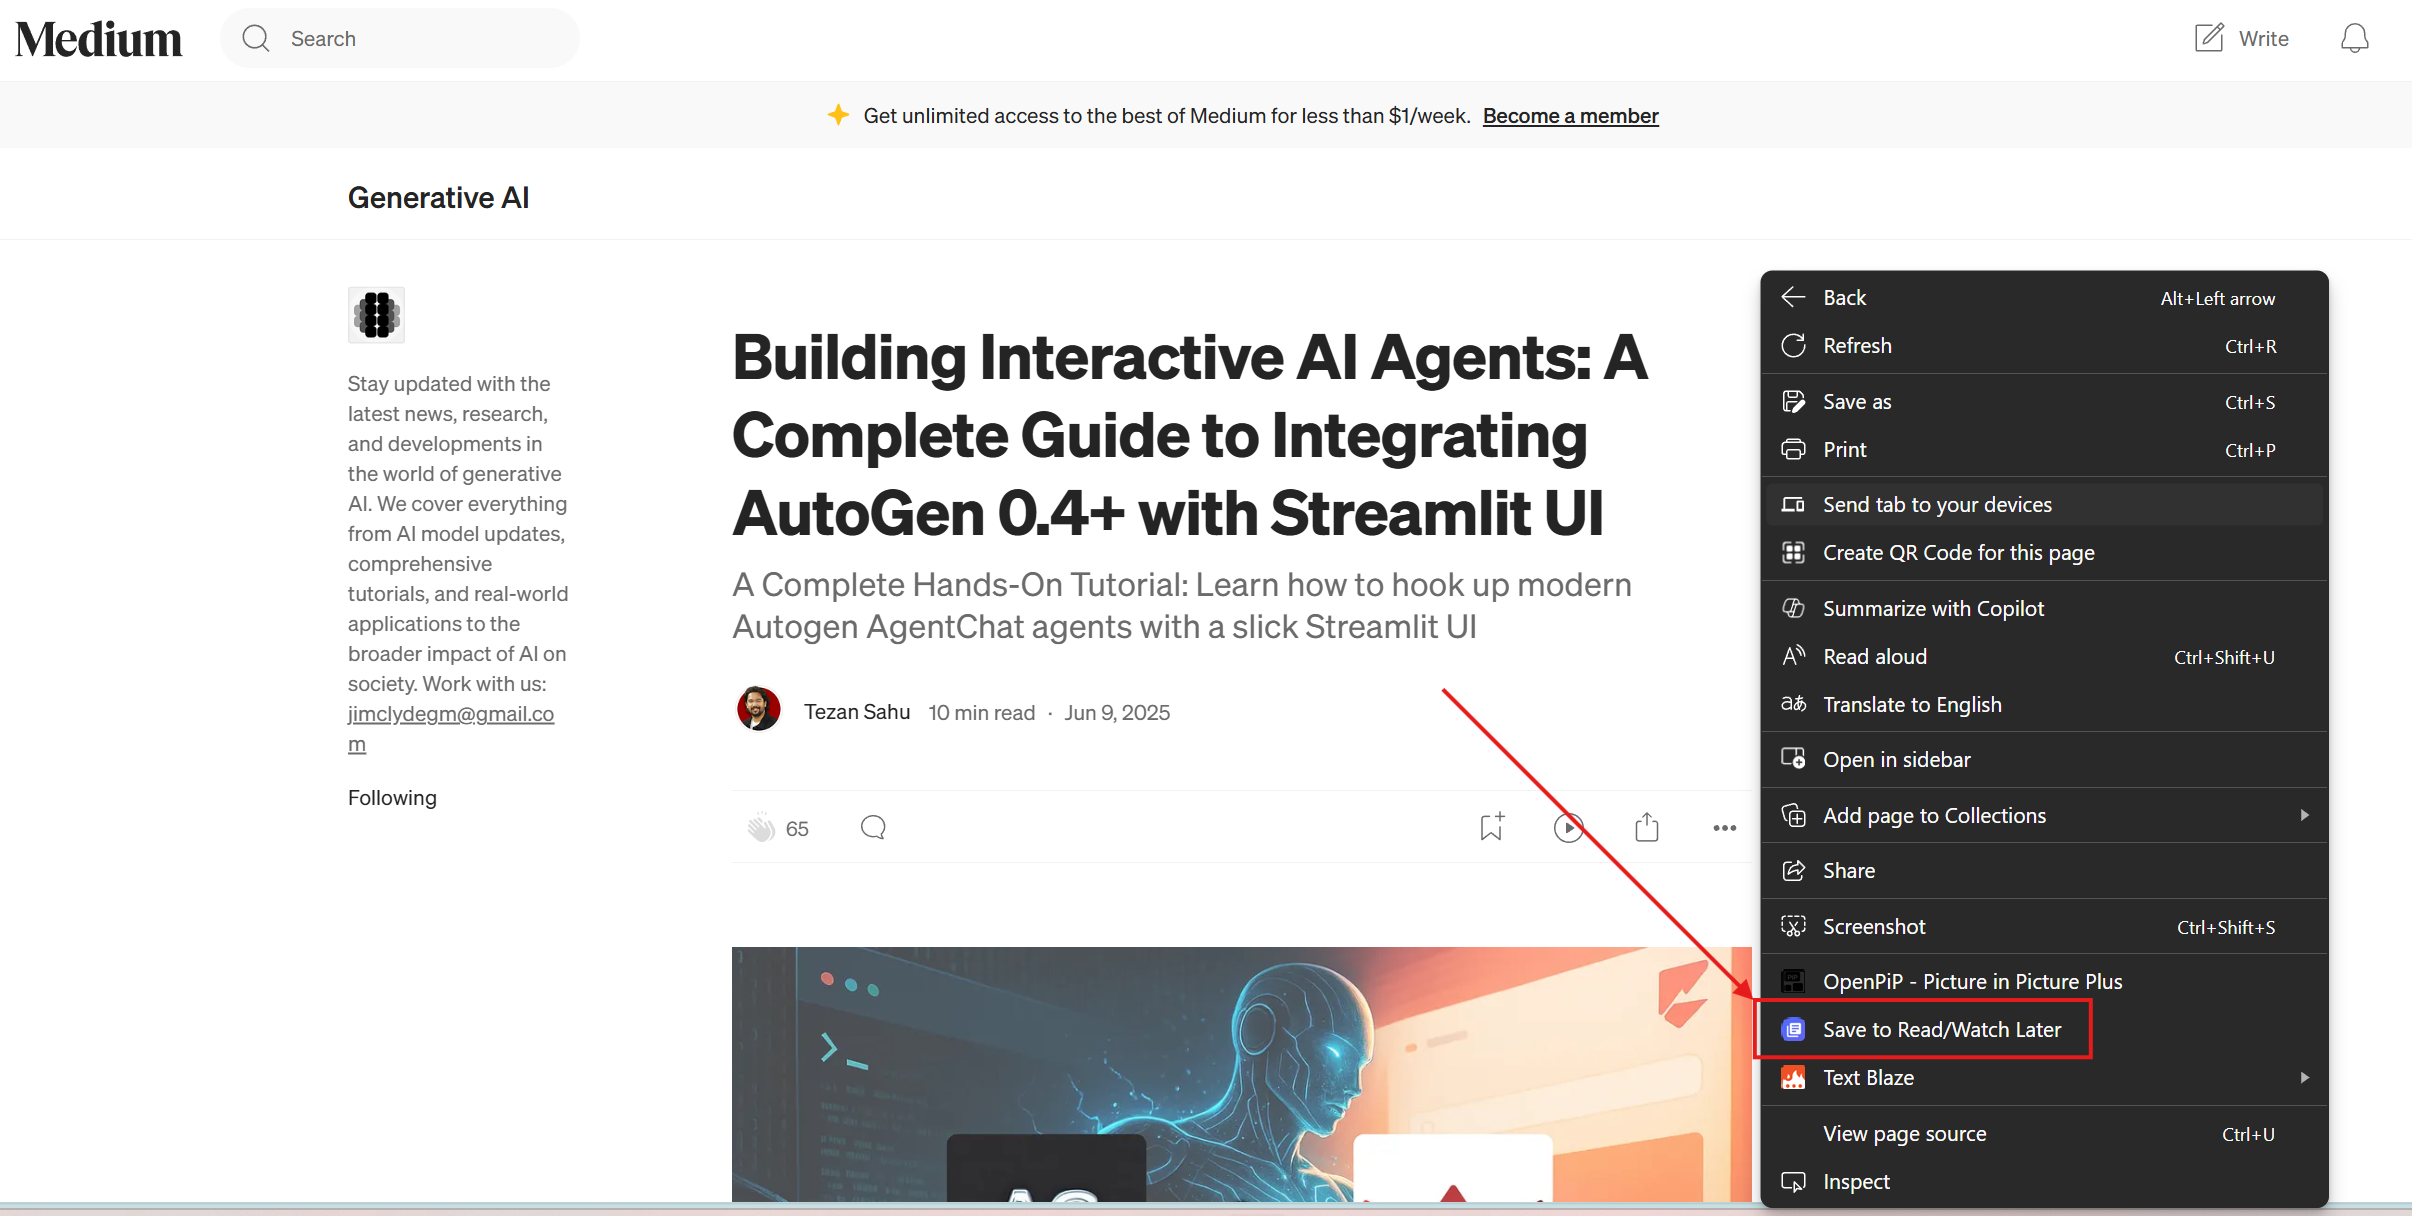 Medium
Search
Write
Get unlimited access to the best of Medium for less than $1/week. Become a member
Generative AI
Stay updated with the
latest news, research,
and developments in
the world of generative
AI. We cover everything
from AI model updates,
comprehensive
tutorials, and real-world
applications to the
broader impact of AI on
society. Work with us:
jimclydegm@gmail.co
m
Following
Building Interactive AI Agents: A
Complete Guide to Integrating
AutoGen 0.4+ with Streamlit UI
A Complete Hands-On Tutorial: Learn how to hook up modern
Autogen AgentChat agents with a slick Streamlit UI
Tezan Sahu 10 min read · Jun 9, 2025
65
Back Alt+Left arrow
Refresh Ctrl+R
Save as Ctrl+S
Print Ctrl+P
Send tab to your devices
Create QR Code for this page
Summarize with Copilot
Read aloud Ctrl+Shift+U
Translate to English
Open in sidebar
Add page to Collections
Share
Screenshot Ctrl+Shift+S
OpenPiP - Picture in Picture Plus
Save to Read/Watch Later
Text Blaze
View page source Ctrl+U
Inspect